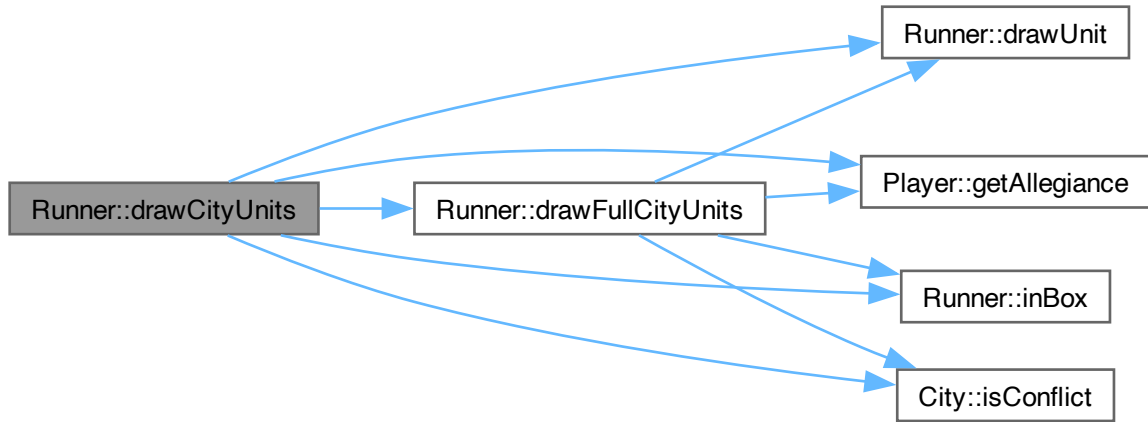 Runner::drawUnit
Player::getAllegiance
Runner::drawCityUnits
Runner::drawFullCityUnits
Runner::inBox
City::isConflict